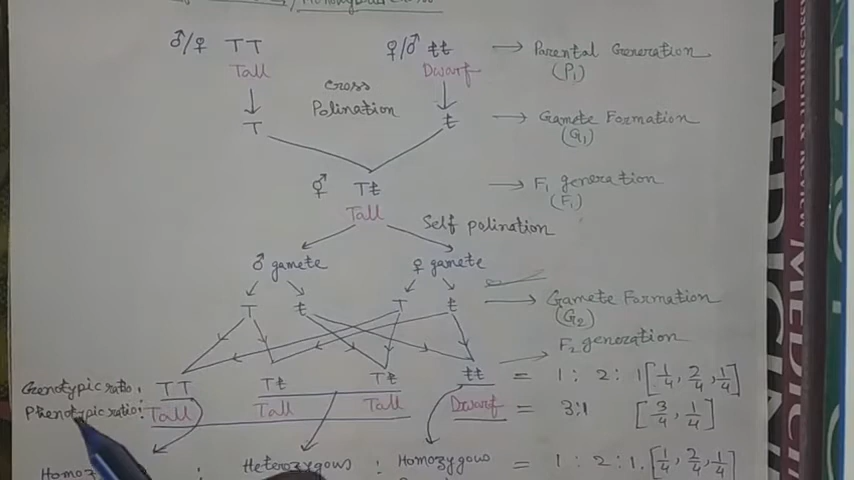 ♂/♀ TT ♀/♂ tt → Parental Generation
Tall Dwarf (P₁)
Cross
Polination
T t → Gamete Formation
(G₁)
⚥ Tt → F₁ generation
Tall (F₁)
Self polination
♂ gamete ♀ gamete
T t T t → Gamete Formation
(G₂)
F₂ generation
Genotypic ratio: TT Tt Tt tt = 1 : 2 : 1 [1/4, 2/4, 1/4]
Phenotypic ratio: Tall Tall Tall Dwarf = 3:1 [3/4, 1/4]
: Heterozygous : Homozygous = 1 : 2 : 1. [1/4, 2/4, 1/4]